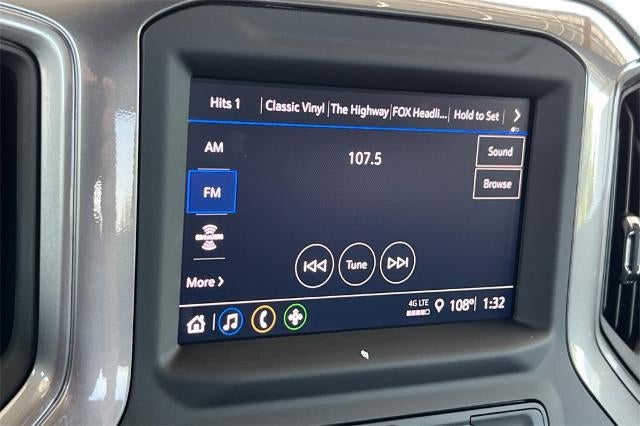 Hits 1 Classic Vinyl The Highway FOX Headli... Hold to Set
AM
107.5
Sound
FM
Browse
Tune
More
4G LTE 108° 1:32